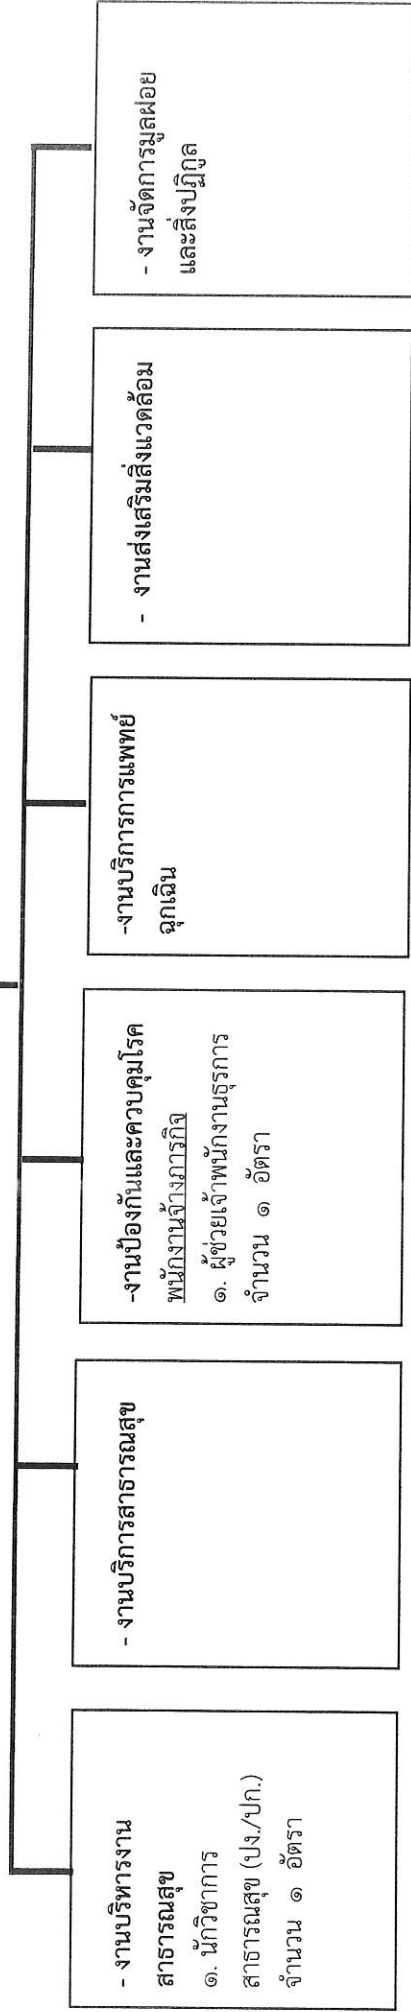 - งานบริหารงาน
สาธารณสุข
๑. นักวิชาการ
สาธารณสุข (ปง./ปก.)
จำนวน ๑ อัตรา
- งานบริการสาธารณสุข
-งานป้องกันและควบคุมโรค
พนักงานจ้างภารกิจ
๑. ผู้ช่วยเจ้าพนักงานธุรการ
จำนวน ๑ อัตรา
-งานบริการการแพทย์
ฉุกเฉิน
- งานส่งเสริมสิ่งแวดล้อม
- งานจัดการมูลฝอย
และสิ่งปฏิกูล